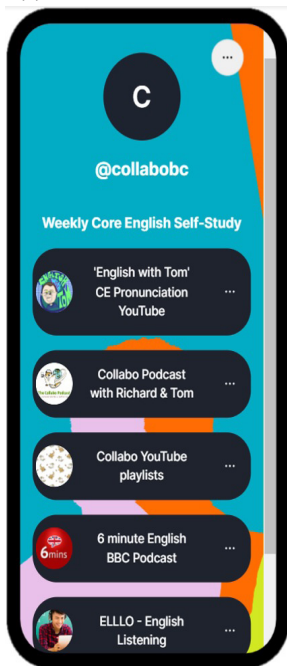 C
@collabobc
Weekly Core English Self-Study
'English with Tom'
CE Pronunciation
YouTube
Collabo Podcast
with Richard & Tom
Collabo YouTube
playlists
6mins
6 minute English
BBC Podcast
ELLLO - English
Listening